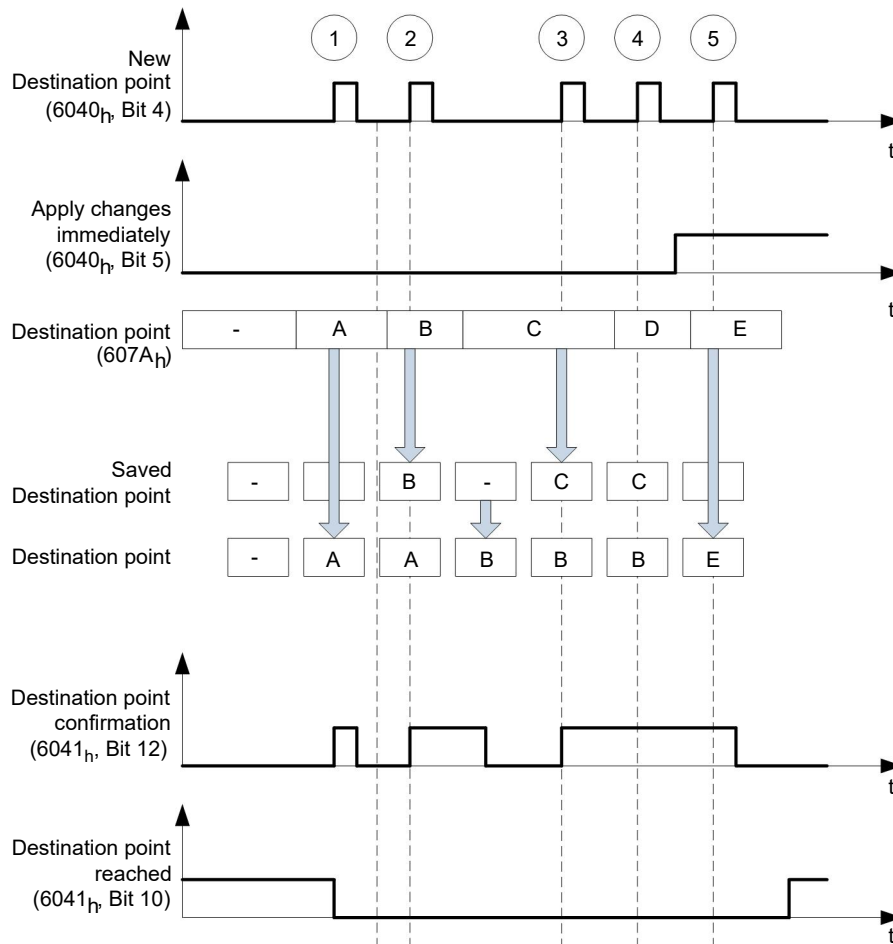 1 2 3 4 5
New
Destination point
(6040h, Bit 4)
t
Apply changes
immediately
(6040h, Bit 5)
t
Destination point
(607Ah)
- A B C D E
Saved
Destination point
- B - C C
Destination point
- A A B B B E
Destination point
confirmation
(6041h, Bit 12)
t
Destination point
reached
(6041h, Bit 10)
t